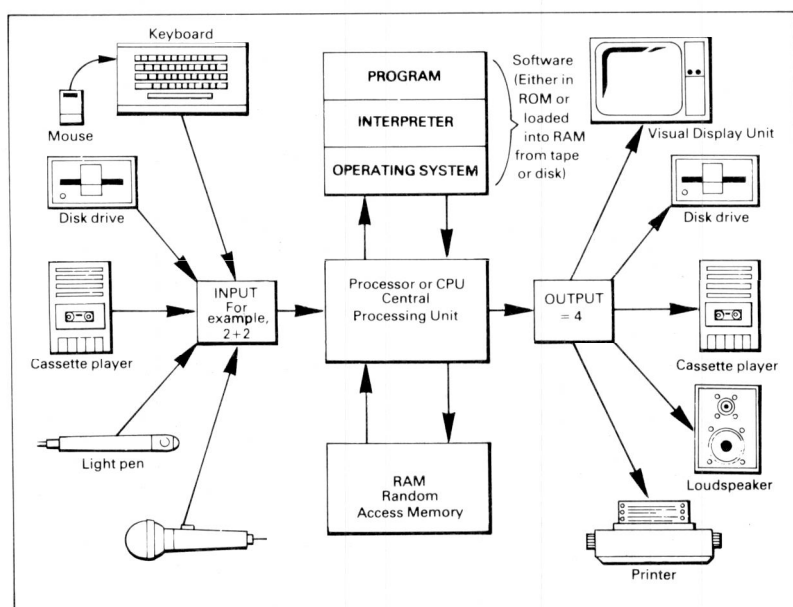 Keyboard
Mouse
Disk drive
Cassette player
Light pen
INPUT
For
example,
2+2
PROGRAM
INTERPRETER
OPERATING SYSTEM
Software
(Either in
ROM or
loaded
into RAM
from tape
or disk)
Processor or CPU
Central
Processing Unit
RAM
Random
Access Memory
OUTPUT
= 4
Visual Display Unit
Disk drive
Cassette player
Loudspeaker
Printer